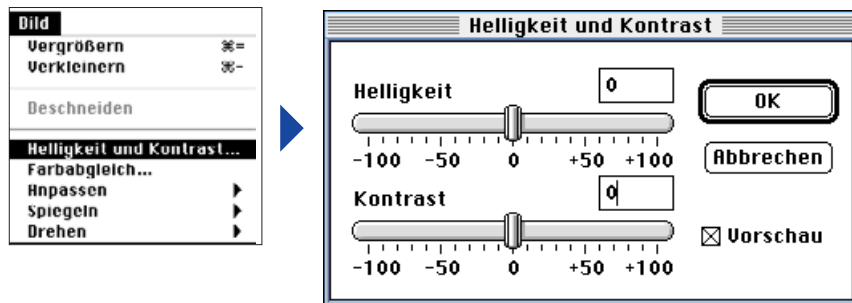 Bild
Vergrößern ⌘=
Verkleinern ⌘-
Beschneiden
Helligkeit und Kontrast...
Farbabgleich...
Anpassen
Spiegeln
Drehen
Helligkeit und Kontrast
Helligkeit 0
-100 -50 0 +50 +100
OK
Abbrechen
Kontrast 0
-100 -50 0 +50 +100
Vorschau